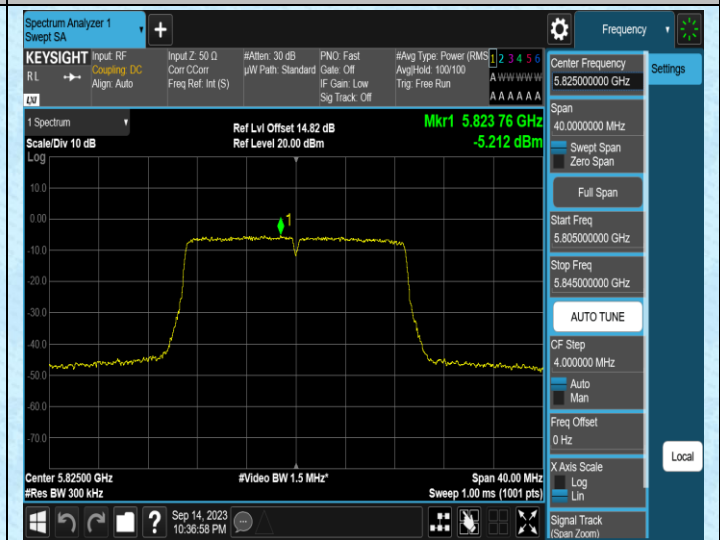 Spectrum Analyzer 1
Swept SA
+
Frequency
KEYSIGHT
RL
LXI
Input: RF
Coupling: DC
Align: Auto
Input Z: 50 Ω
Corr CCorr
Freq Ref: Int (S)
#Atten: 30 dB
µW Path: Standard
PNO: Fast
Gate: Off
IF Gain: Low
Sig Track: Off
#Avg Type: Power (RMS
Avg|Hold: 100/100
Trig: Free Run
1 2 3 4 5 6
A W W W W W
A A A A A A
1 Spectrum
Scale/Div 10 dB
Log
Ref Lvl Offset 14.82 dB
Ref Level 20.00 dBm
Mkr1 5.823 76 GHz
-5.212 dBm
10.0
0.00
-10.0
-20.0
-30.0
-40.0
-50.0
-60.0
-70.0
1
Center 5.82500 GHz
#Res BW 300 kHz
#Video BW 1.5 MHz*
Span 40.00 MHz
Sweep 1.00 ms (1001 pts)
Center Frequency
5.825000000 GHz
Span
40.0000000 MHz
Swept Span
Zero Span
Full Span
Start Freq
5.805000000 GHz
Stop Freq
5.845000000 GHz
AUTO TUNE
CF Step
4.000000 MHz
Auto
Man
Freq Offset
0 Hz
X Axis Scale
Log
Lin
Signal Track
(Span Zoom)
Settings
Local
?
Sep 14, 2023
10:36:58 PM